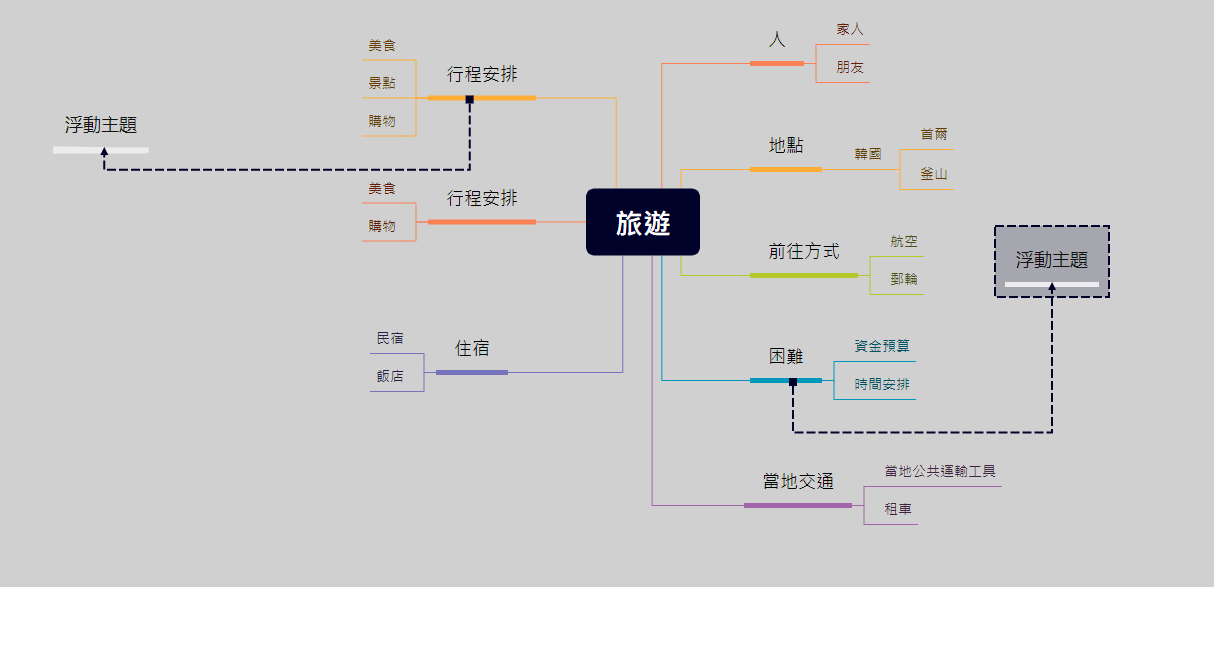 旅遊
人
家人
朋友
地點
韓國
首爾
釜山
前往方式
航空
郵輪
困難
資金預算
時間安排
浮動主題
當地交通
當地公共運輸工具
租車
行程安排
美食
景點
購物
浮動主題
行程安排
美食
購物
住宿
民宿
飯店